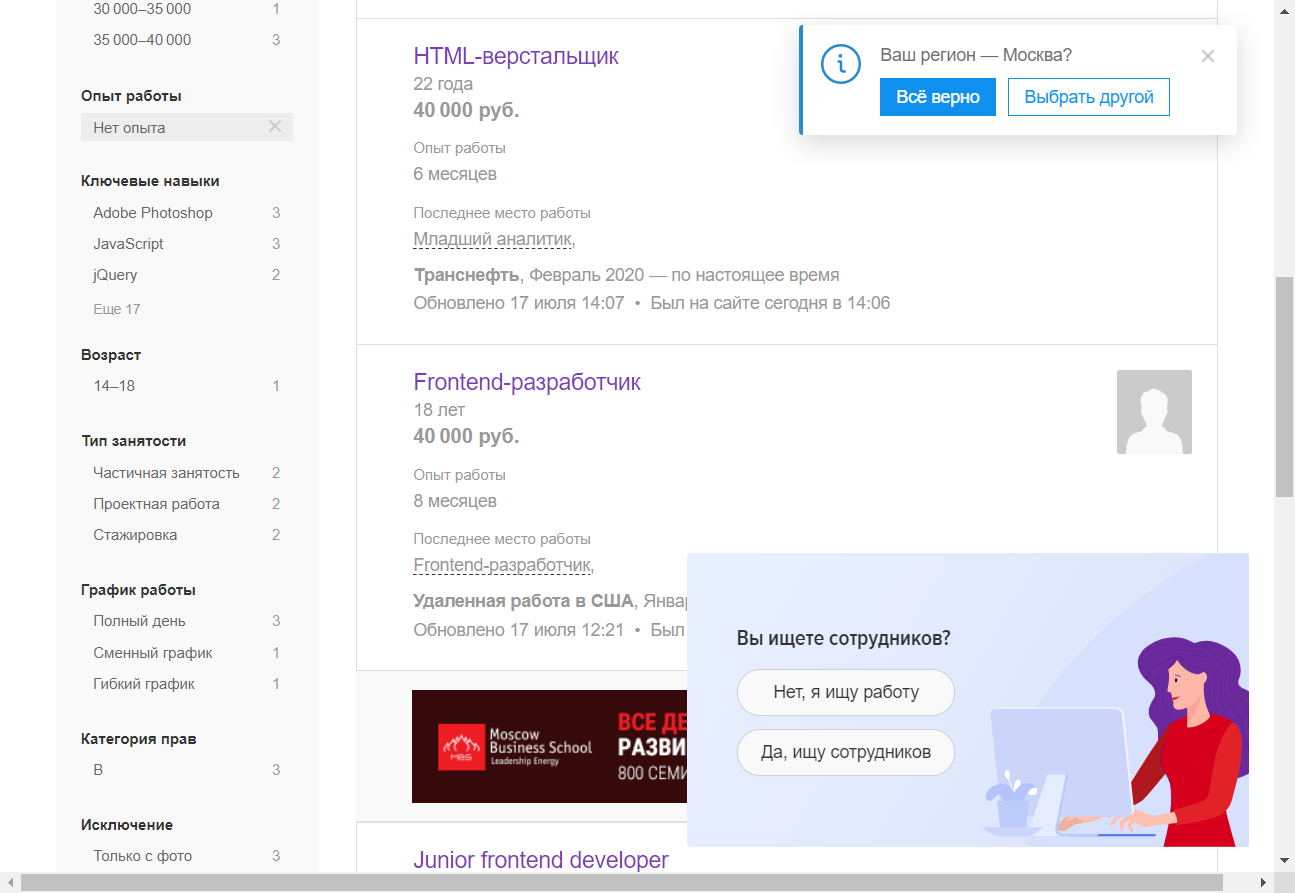 30 000–35 000 1
35 000–40 000 3
Опыт работы
Нет опыта
Ключевые навыки
Adobe Photoshop 3
JavaScript 3
jQuery 2
Еще 17
Возраст
14–18 1
Тип занятости
Частичная занятость 2
Проектная работа 2
Стажировка 2
График работы
Полный день 3
Сменный график 1
Гибкий график 1
Категория прав
B 3
Исключение
Только с фото 3
HTML-верстальщик
22 года
40 000 руб.
Опыт работы
6 месяцев
Последнее место работы
Младший аналитик,
Транснефть, Февраль 2020 — по настоящее время
Обновлено 17 июля 14:07 • Был на сайте сегодня в 14:06
Frontend-разработчик
18 лет
40 000 руб.
Опыт работы
8 месяцев
Последнее место работы
Frontend-разработчик,
Удаленная работа в США, Январ
Обновлено 17 июля 12:21 • Был
Moscow
Business School
Leadership Energy
MBS
ВСЕ ДЕ
РАЗВИ
800 СЕМИ
Junior frontend developer
Ваш регион — Москва?
Всё верно
Выбрать другой
Вы ищете сотрудников?
Нет, я ищу работу
Да, ищу сотрудников